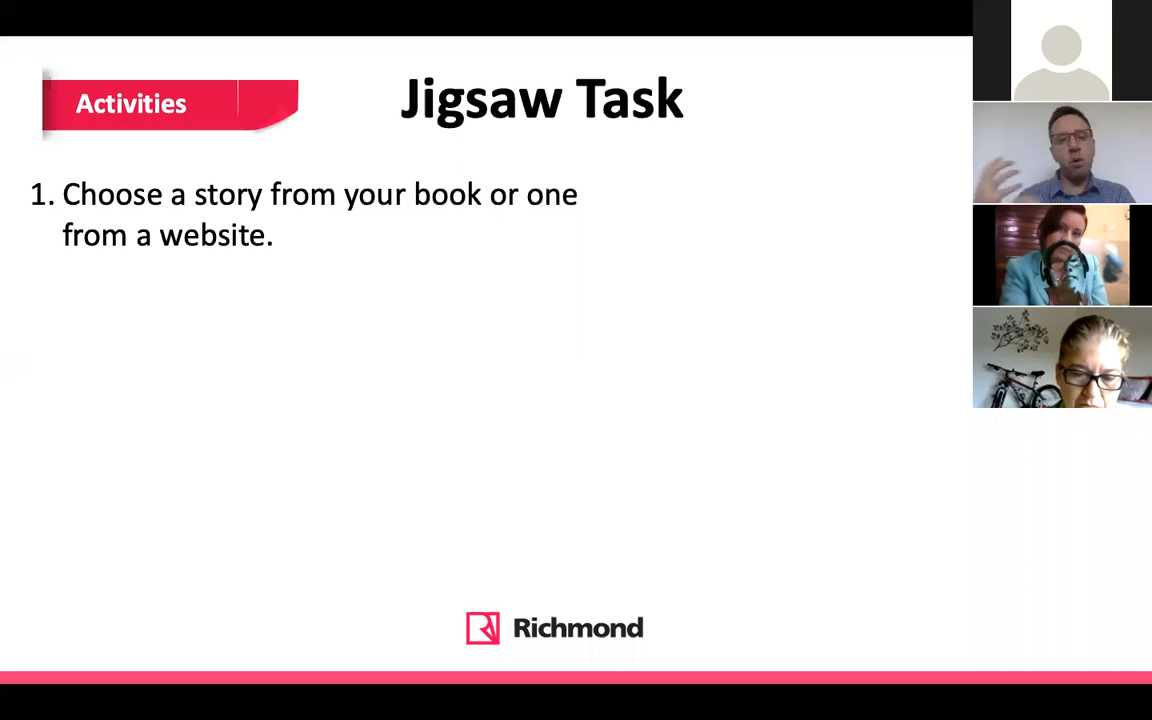 Activities
Jigsaw Task
1. Choose a story from your book or one
from a website.
Richmond